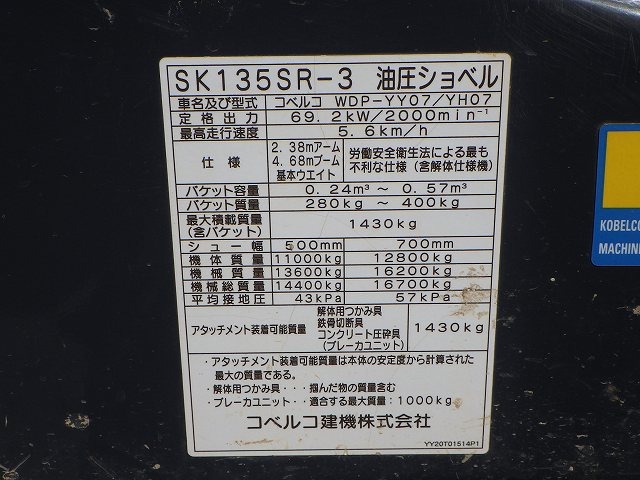 SK135SR-3 油圧ショベル
車名及び型式 コベルコ WDP-YY07/YH07
定格出力 69.2kW/2000min⁻¹
最高走行速度 5.6km/h
仕様 2.38mアーム 4.68mブーム 基本ウエイト 労働安全衛生法による最も不利な仕様(含解体仕様機)
バケット容量 0.24m³ ~ 0.57m³
バケット質量 280kg ~ 400kg
最大積載質量(含バケット) 1430kg
シュー幅 500mm 700mm
機体質量 11000kg 12800kg
機械質量 13600kg 16200kg
機械総質量 14400kg 16700kg
平均接地圧 43kPa 57kPa
アタッチメント装着可能質量 解体用つかみ具 鉄骨切断具 コンクリート圧砕具 (ブレーカユニット) 1430kg
・アタッチメント装着可能質量は本体の安定度から計算された
最大の質量である。
・解体用つかみ具・・・掴んだ物の質量含む
・ブレーカユニット・・適合する最大質量:1000kg
コベルコ建機株式会社
YY20T01514P1
KOBELCO
MACHINE